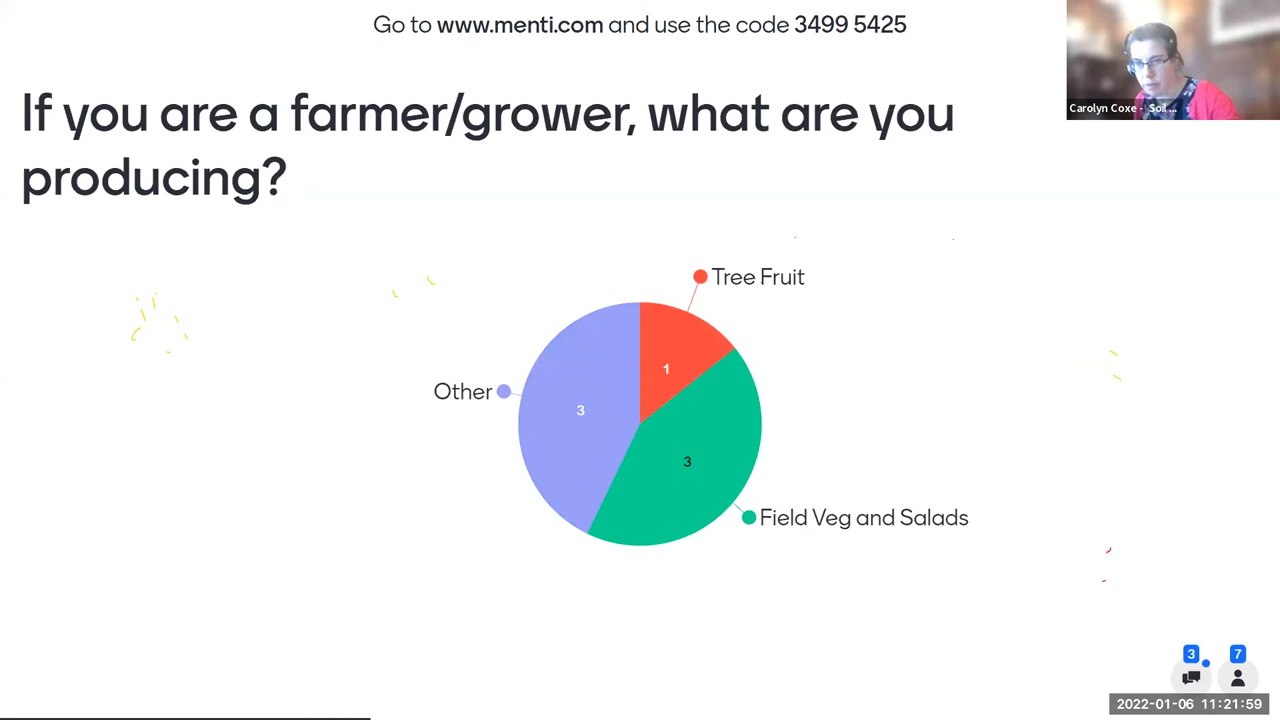 Go to www.menti.com and use the code 3499 5425
Carolyn Coxe - Soil ...
If you are a farmer/grower, what are you
producing?
Tree Fruit
1
Other
3
3
Field Veg and Salads
3
7
2022-01-06 11:21:59